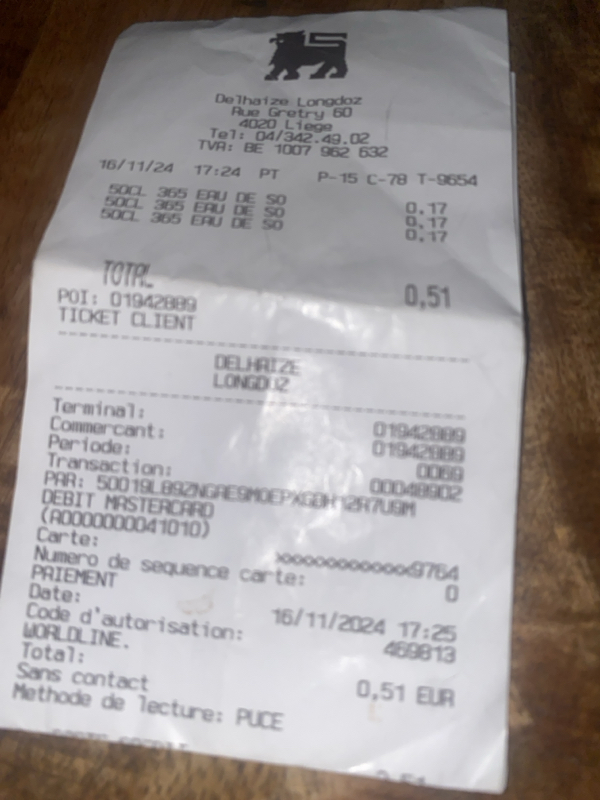 Delhaize Longdoz
Rue Gretry 60
4020 Liege
Tel: 04/342.49.02
TVA: BE 1007 962 632
16/11/24 17:24 PT P-15 C-78 T-9654
50CL 365 EAU DE SO 0,17
50CL 365 EAU DE SO 0,17
50CL 365 EAU DE SO 0,17
TOTAL 0,51
POI: 01942889
TICKET CLIENT
DELHAIZE
LONGDOZ
Terminal: 01942889
Commercant: 01942889
Periode: 0069
Transaction: 00048902
PAR:
DEBIT MASTERCARD
(A0000000041010)
Carte: xxxxxxxxxxxxx9764
Numero de sequence carte: 0
PAIEMENT
Date: 16/11/2024 17:25
Code d'autorisation: 469813
WORLDLINE.
Total: 0,51 EUR
Sans contact
Methode de lecture: PUCE